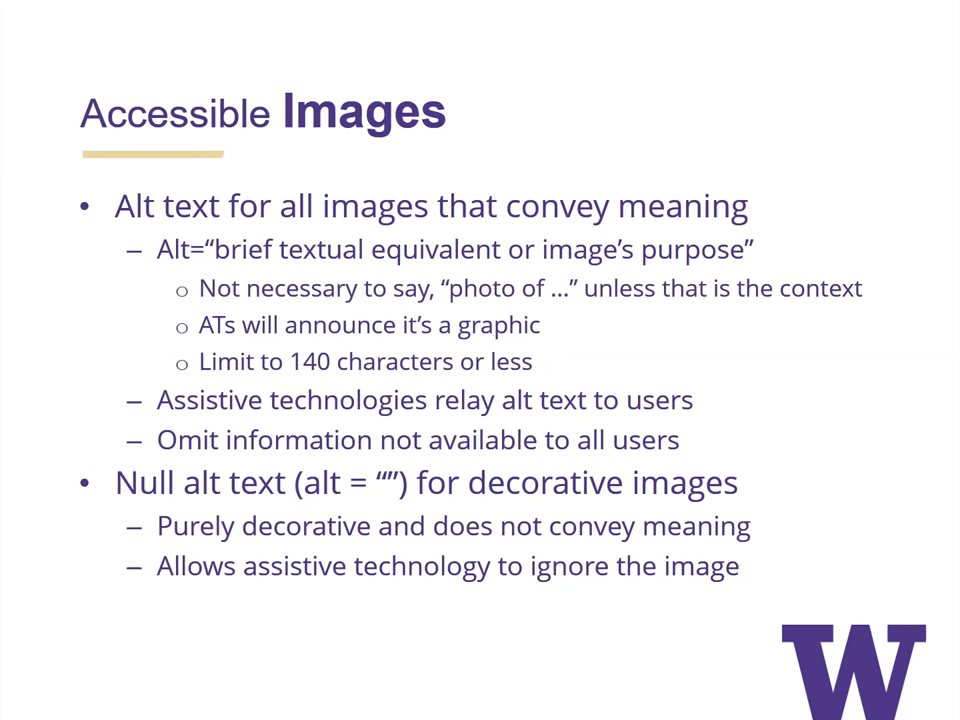 Accessible Images
• Alt text for all images that convey meaning
– Alt=“brief textual equivalent or image’s purpose”
○ Not necessary to say, “photo of …” unless that is the context
○ ATs will announce it’s a graphic
○ Limit to 140 characters or less
– Assistive technologies relay alt text to users
– Omit information not available to all users
• Null alt text (alt = “”) for decorative images
– Purely decorative and does not convey meaning
– Allows assistive technology to ignore the image
W